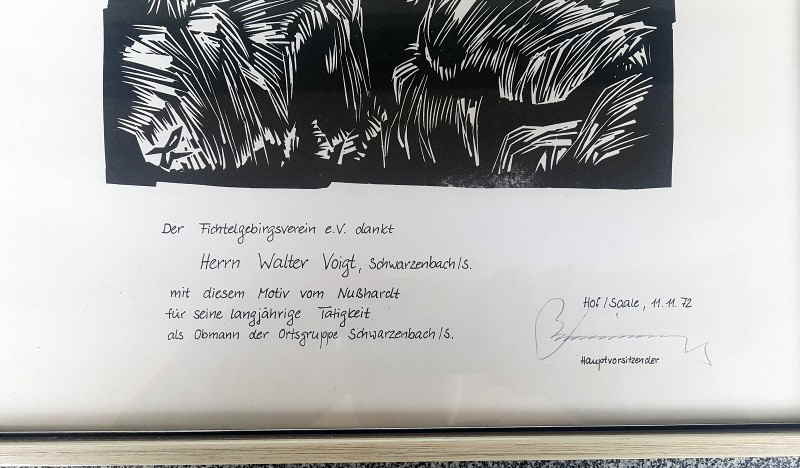 Der Fichtelgebirgsverein e.V. dankt
Herrn Walter Voigt, Schwarzenbach/S.
mit diesem Motiv vom Nußhardt
für seine langjährige Tätigkeit
als Obmann der Ortsgruppe Schwarzenbach/S.
Hof/Saale, 11.11.72
Hauptvorsitzender